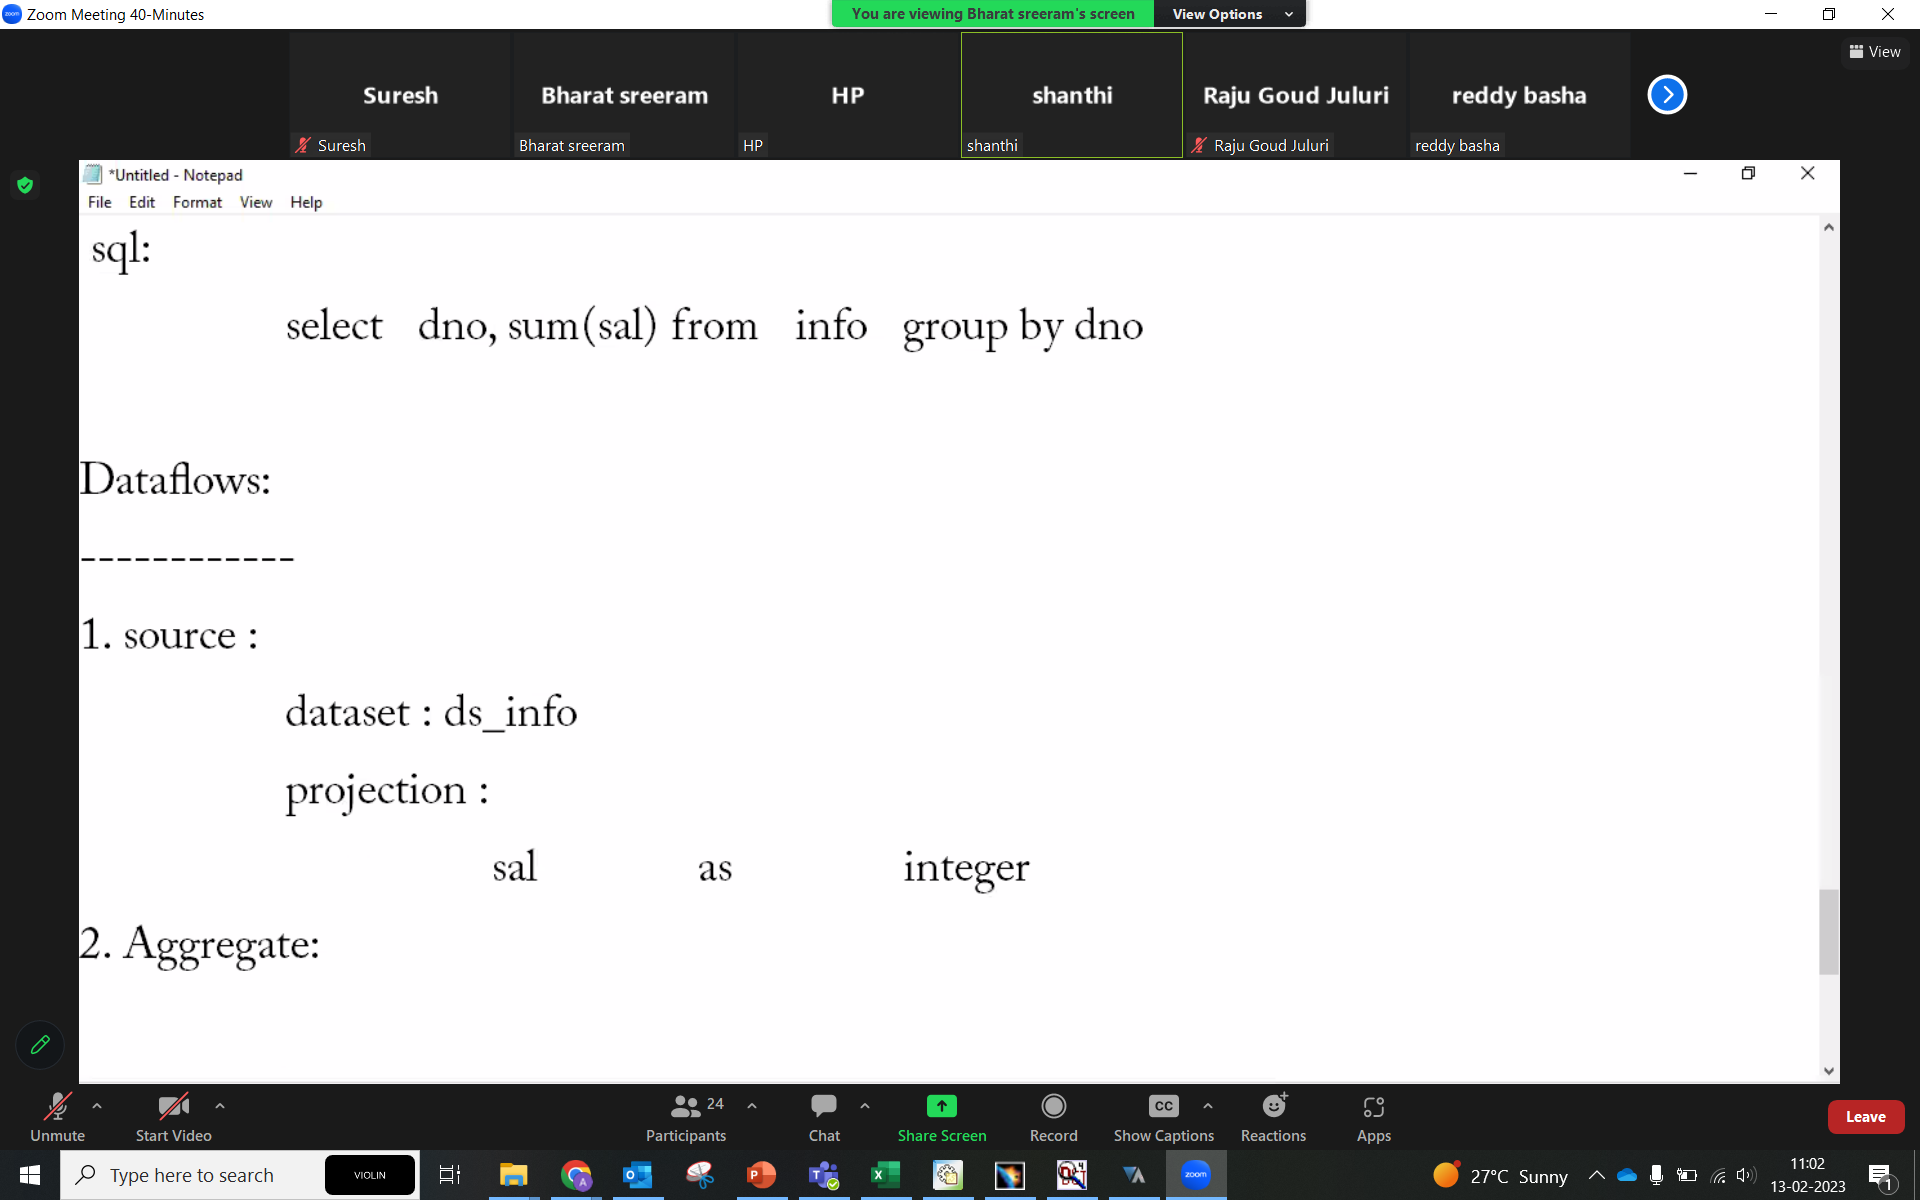 Zoom Meeting 40-Minutes
You are viewing Bharat sreeram's screen
View Options
View
Suresh
Bharat sreeram
HP
shanthi
Raju Goud Juluri
reddy basha
Suresh
Bharat sreeram
HP
shanthi
Raju Goud Juluri
reddy basha
*Untitled - Notepad
File Edit Format View Help
sql:
select dno, sum(sal) from info group by dno
Dataflows:
------------
1. source :
dataset : ds_info
projection :
sal as integer
2. Aggregate:
Unmute
Start Video
24
Participants
Chat
Share Screen
Record
CC
Show Captions
Reactions
Apps
Leave
Type here to search
VIOLIN
zoom
27°C Sunny
11:02
13-02-2023
1